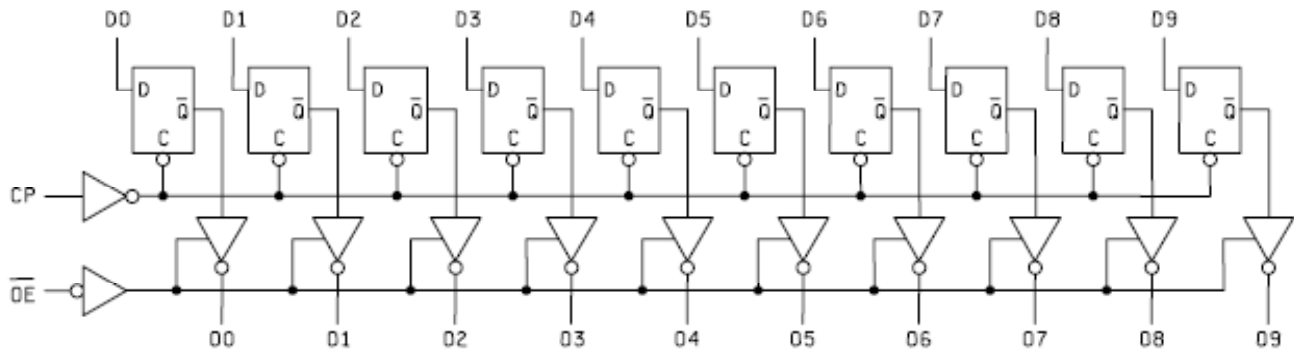 D0 D1 D2 D3 D4 D5 D6 D7 D8 D9
D D D D D D D D D D
Q̅ Q̅ Q̅ Q̅ Q̅ Q̅ Q̅ Q̅ Q̅ Q̅
C C C C C C C C C C
CP
O̅E̅
O0 O1 O2 O3 O4 O5 O6 O7 O8 O9